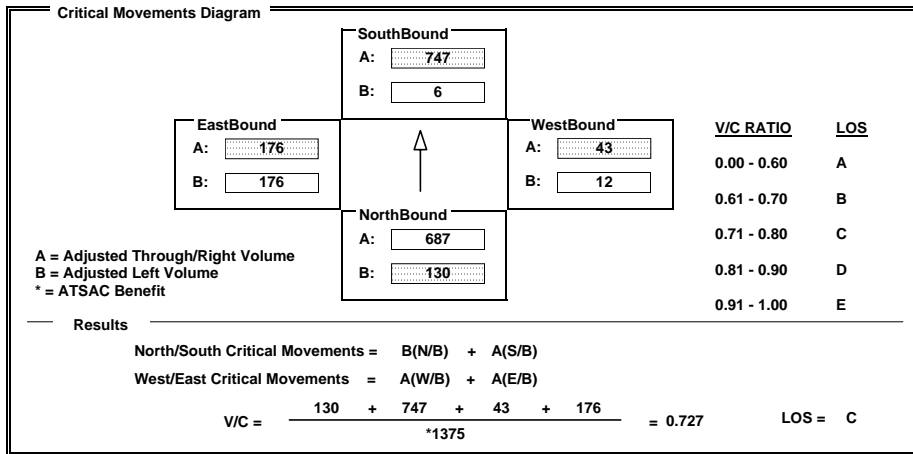 Critical Movements Diagram
SouthBound
A: 747
B: 6
EastBound
A: 176
B: 176
WestBound
A: 43
B: 12
NorthBound
A: 687
B: 130
A = Adjusted Through/Right Volume
B = Adjusted Left Volume
* = ATSAC Benefit
V/C RATIO LOS
0.00 - 0.60 A
0.61 - 0.70 B
0.71 - 0.80 C
0.81 - 0.90 D
0.91 - 1.00 E
Results
North/South Critical Movements = B(N/B) + A(S/B)
West/East Critical Movements = A(W/B) + A(E/B)
V/C = 130 + 747 + 43 + 176 = 0.727 LOS = C
*1375